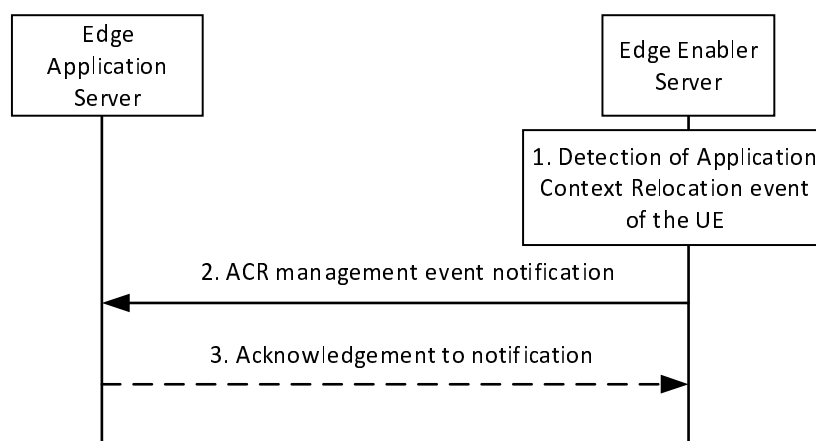 Edge
Application
Server
Edge Enabler
Server
1. Detection of Application
Context Relocation event
of the UE
2. ACR management event notification
3. Acknowledgement to notification